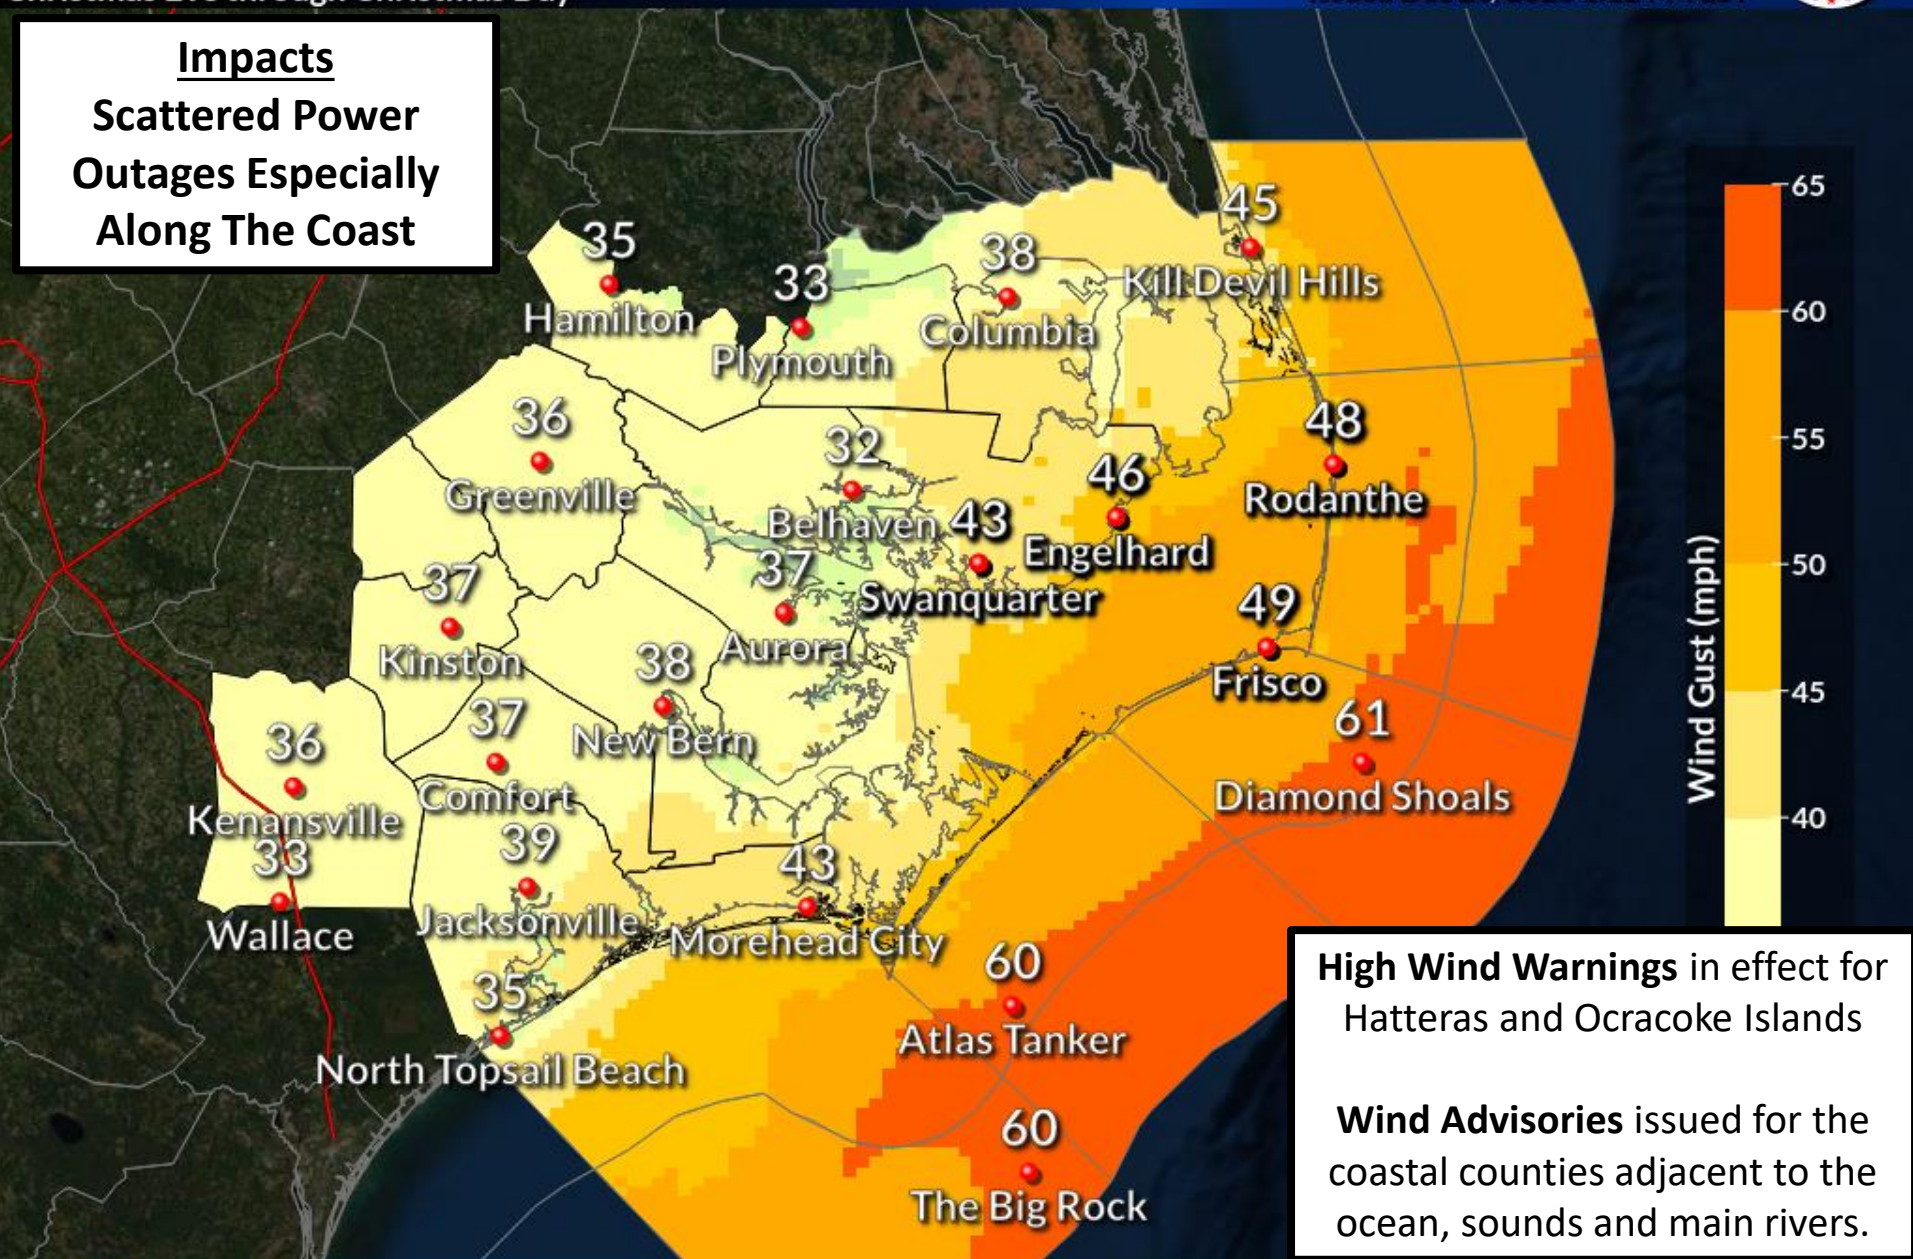 Impacts
Scattered Power
Outages Especially
Along The Coast
45
Kill Devil Hills
35
Hamilton
33
Plymouth
38
Columbia
36
Greenville
32
Belhaven
43
Swanquarter
46
Engelhard
48
Rodanthe
37
Aurora
37
Kinston
38
New Bern
49
Frisco
61
Diamond Shoals
36
Kenansville
37
Comfort
33
Wallace
39
Jacksonville
43
Morehead City
35
North Topsail Beach
60
Atlas Tanker
60
The Big Rock
65
60
55
50
45
40
Wind Gust (mph)
High Wind Warnings in effect for
Hatteras and Ocracoke Islands
Wind Advisories issued for the
coastal counties adjacent to the
ocean, sounds and main rivers.